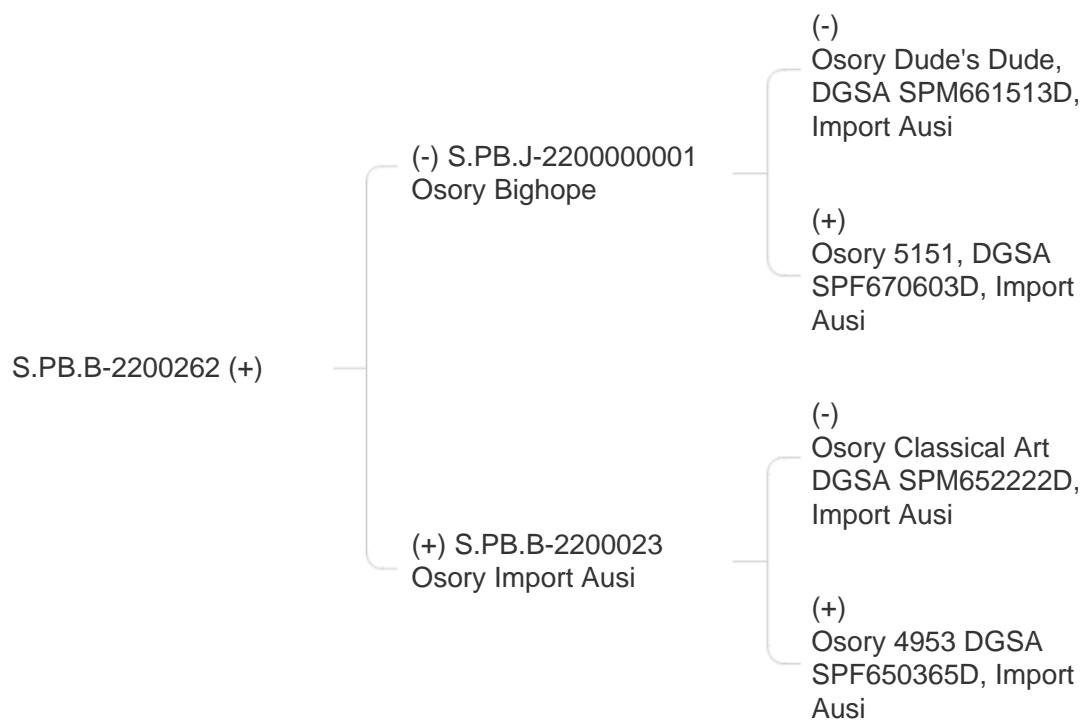 (-)
Osory Dude's Dude,
DGSA SPM661513D,
Import Ausi
(-) S.PB.J-2200000001
Osory Bighope
(+)
Osory 5151, DGSA
SPF670603D, Import
Ausi
S.PB.B-2200262 (+)
(-)
Osory Classical Art
DGSA SPM652222D,
Import Ausi
(+) S.PB.B-2200023
Osory Import Ausi
(+)
Osory 4953 DGSA
SPF650365D, Import
Ausi